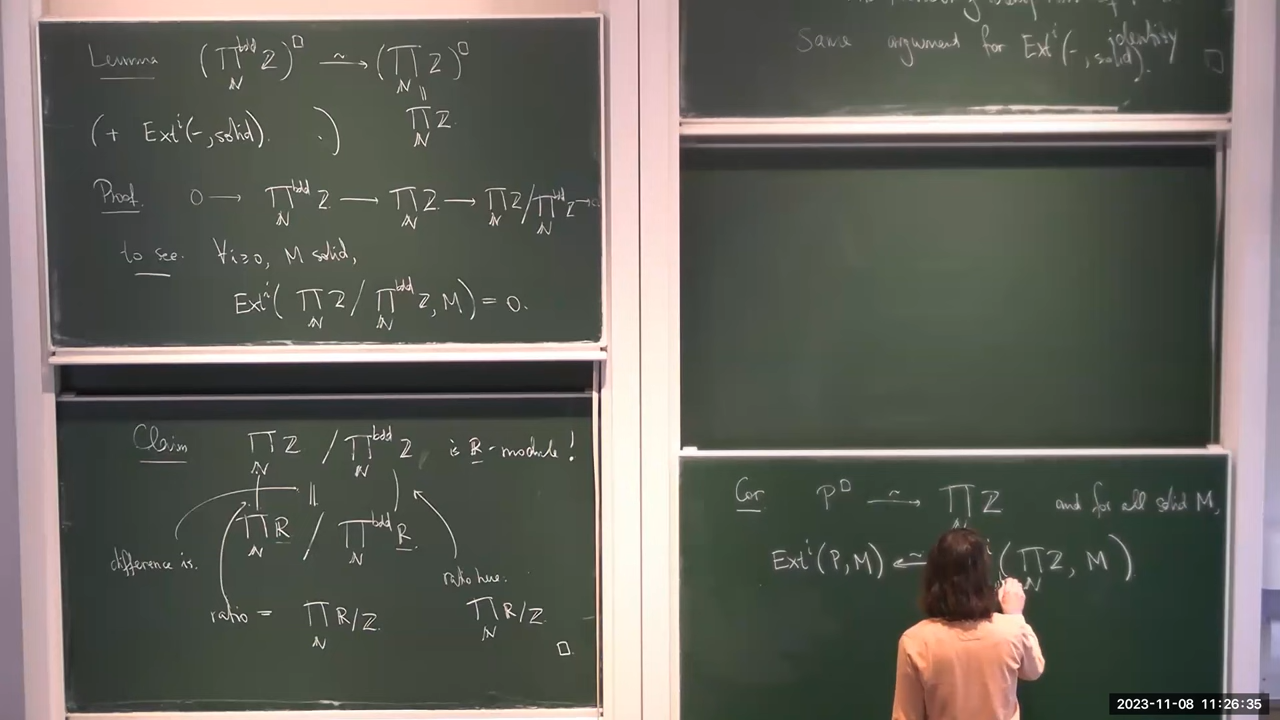 Lemma (∏^bdd_ℕ ℤ)^□ ⥲ (∏_ℕ ℤ)^□
‖
∏_ℕ ℤ
(+ Ext^i(-, solid). .)
Proof. 0 → ∏^bdd_ℕ ℤ → ∏_ℕ ℤ → ∏_ℕ ℤ / ∏^bdd_ℕ ℤ →
to see. ∀i≥0, M solid,
Ext^i( ∏_ℕ ℤ / ∏^bdd_ℕ ℤ, M) = 0.
Claim ∏_ℕ ℤ / ∏^bdd_ℕ ℤ is ℝ-module!
‖
∏_ℕ ℝ / ∏^bdd_ℕ ℝ.
difference is.
ratio here.
ratio = ∏_ℕ ℝ/ℤ
∏_ℕ ℝ/ℤ.
□
Same argument for Ext^i(-, solid).
identity
□
Cor P^□ ⥲ ∏_ℕ ℤ and for all solid M,
Ext^i(P, M) ⥳ ^i(∏_ℕ ℤ, M)
2023-11-08 11:26:35